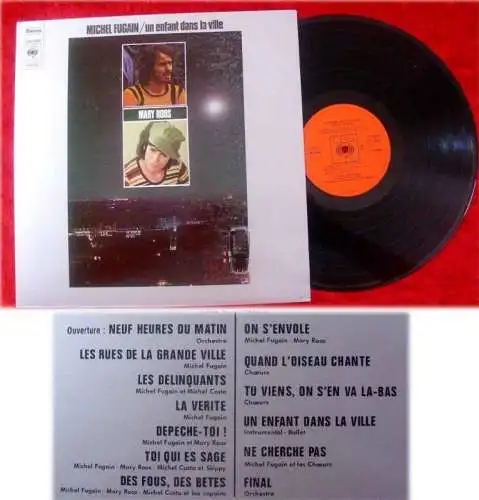 MICHEL FUGAIN / un enfant dans la ville
MARY ROOS
Ouverture : NEUF HEURES DU MATIN
Orchestre
LES RUES DE LA GRANDE VILLE
Michel Fugain
LES DELINQUANTS
Michel Fugain et Michel Costa
LA VERITE
Michel Fugain
DEPECHE-TOI !
Michel Fugain et Mary Roos
TOI QUI ES SAGE
Michel Fugain - Mary Roos - Michel Costa et Skippy
DES FOUS, DES BETES
Michel Fugain - Mary Roos - Michel Costa et les copains
ON S'ENVOLE
Michel Fugain - Mary Roos
QUAND L'OISEAU CHANTE
Chœurs
TU VIENS, ON S'EN VA LA-BAS
Chœurs
UN ENFANT DANS LA VILLE
Instrumental - Ballet
NE CHERCHE PAS
Michel Fugain et les Chœurs
FINAL
Orchestre